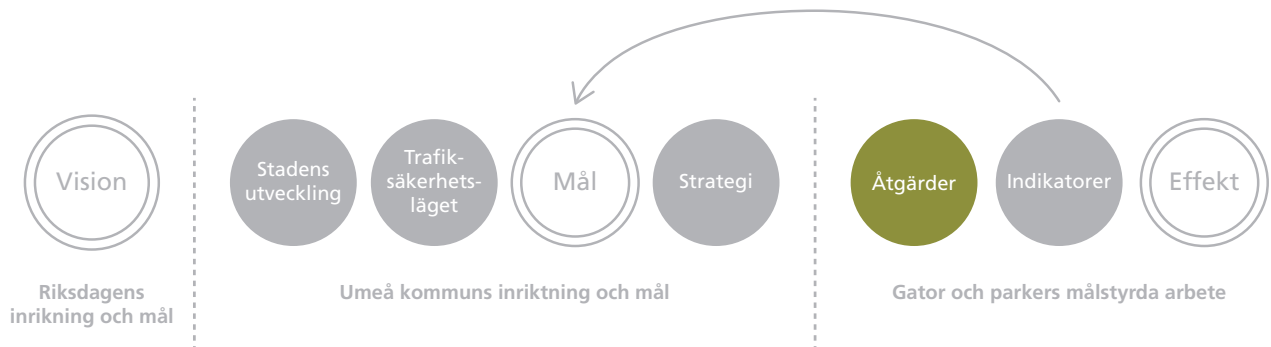 Vision
Stadens
utveckling
Trafik-
säkerhets-
läget
Mål
Strategi
Åtgärder
Indikatorer
Effekt
Riksdagens
inrikning och mål
Umeå kommuns inriktning och mål
Gator och parkers målstyrda arbete